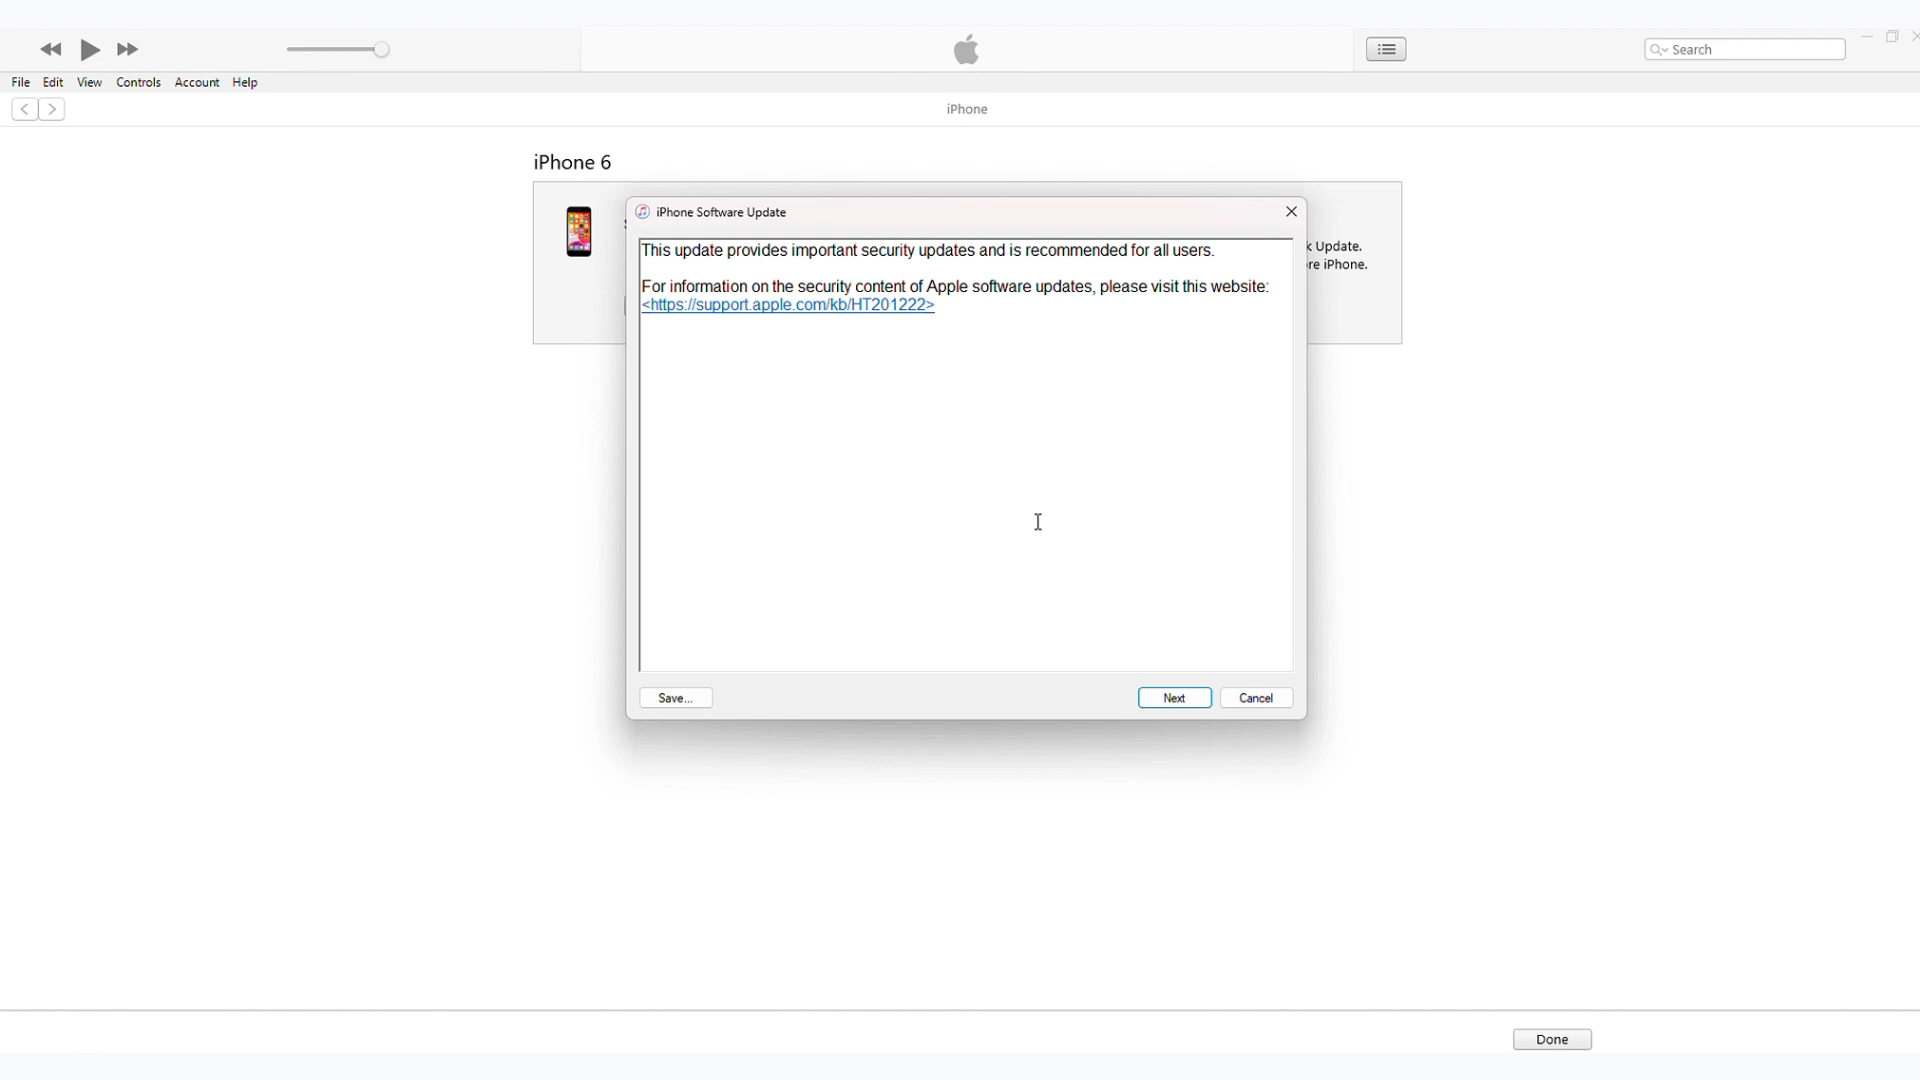 Search
File Edit View Controls Account Help
iPhone
iPhone 6
iPhone Software Update
This update provides important security updates and is recommended for all users.
Update.
iPhone.
For information on the security content of Apple software updates, please visit this website:
<https://support.apple.com/kb/HT201222>
Save...
Next
Cancel
Done